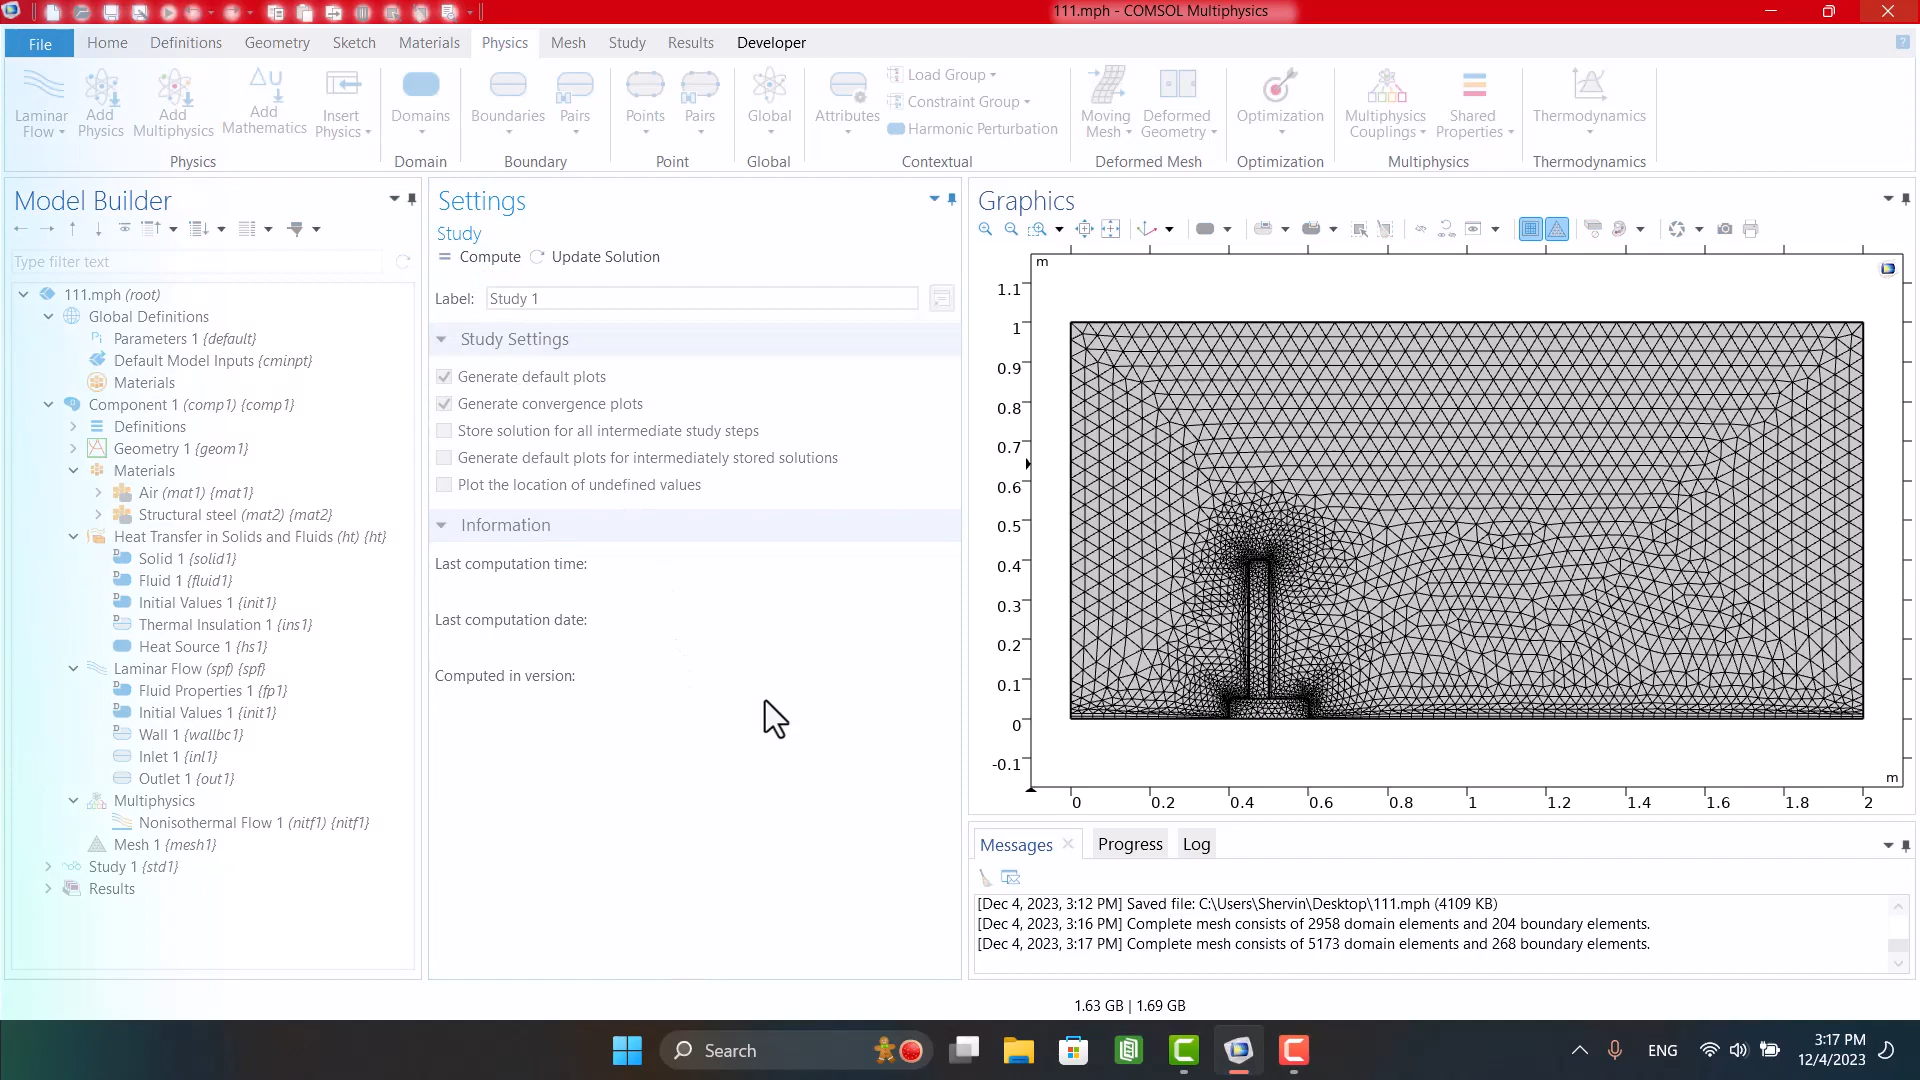 111.mph - COMSOL Multiphysics
File Home Definitions Geometry Sketch Materials Physics Mesh Study Results Developer
Laminar Flow
Add Physics
Add Multiphysics
Add Mathematics
Insert Physics
Domains
Boundaries
Pairs
Points
Pairs
Global
Attributes
Load Group
Constraint Group
Harmonic Perturbation
Moving Mesh
Deformed Geometry
Optimization
Multiphysics Couplings
Shared Properties
Thermodynamics
Physics Domain Boundary Point Global Contextual Deformed Mesh Optimization Multiphysics Thermodynamics
Model Builder
Type filter text
111.mph (root)
Global Definitions
Parameters 1 {default}
Default Model Inputs {cminpt}
Materials
Component 1 (comp1) {comp1}
Definitions
Geometry 1 {geom1}
Materials
Air (mat1) {mat1}
Structural steel (mat2) {mat2}
Heat Transfer in Solids and Fluids (ht) {ht}
Solid 1 {solid1}
Fluid 1 {fluid1}
Initial Values 1 {init1}
Thermal Insulation 1 {ins1}
Heat Source 1 {hs1}
Laminar Flow (spf) {spf}
Fluid Properties 1 {fp1}
Initial Values 1 {init1}
Wall 1 {wallbc1}
Inlet 1 {inl1}
Outlet 1 {out1}
Multiphysics
Nonisothermal Flow 1 (nitf1) {nitf1}
Mesh 1 {mesh1}
Study 1 {std1}
Results
Settings
Study
= Compute Update Solution
Label: Study 1
Study Settings
Generate default plots
Generate convergence plots
Store solution for all intermediate study steps
Generate default plots for intermediately stored solutions
Plot the location of undefined values
Information
Last computation time:
Last computation date:
Computed in version:
Graphics
m
1.1
1
0.9
0.8
0.7
0.6
0.5
0.4
0.3
0.2
0.1
0
-0.1
m
0 0.2 0.4 0.6 0.8 1 1.2 1.4 1.6 1.8 2
Messages Progress Log
[Dec 4, 2023, 3:12 PM] Saved file: C:\Users\Shervin\Desktop\111.mph (4109 KB)
[Dec 4, 2023, 3:16 PM] Complete mesh consists of 2958 domain elements and 204 boundary elements.
[Dec 4, 2023, 3:17 PM] Complete mesh consists of 5173 domain elements and 268 boundary elements.
1.63 GB | 1.69 GB
Search
ENG
3:17 PM
12/4/2023